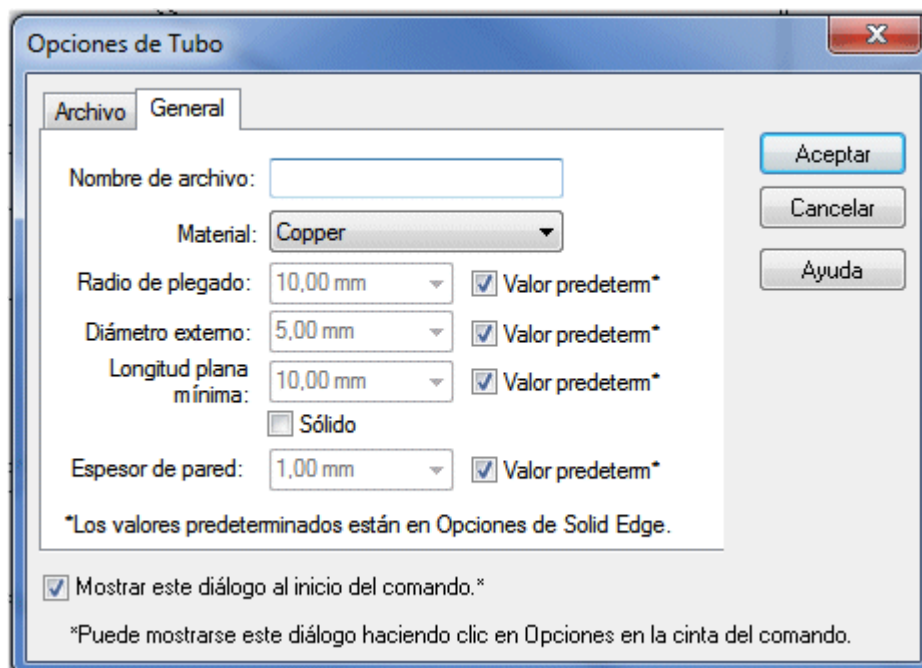 Opciones de Tubo
Archivo
General
Nombre de archivo:
Material: Copper
Radio de plegado: 10,00 mm Valor predeterm*
Diámetro externo: 5,00 mm Valor predeterm*
Longitud plana
mínima: 10,00 mm Valor predeterm*
Sólido
Espesor de pared: 1,00 mm Valor predeterm*
*Los valores predeterminados están en Opciones de Solid Edge.
Aceptar
Cancelar
Ayuda
Mostrar este diálogo al inicio del comando.*
*Puede mostrarse este diálogo haciendo clic en Opciones en la cinta del comando.